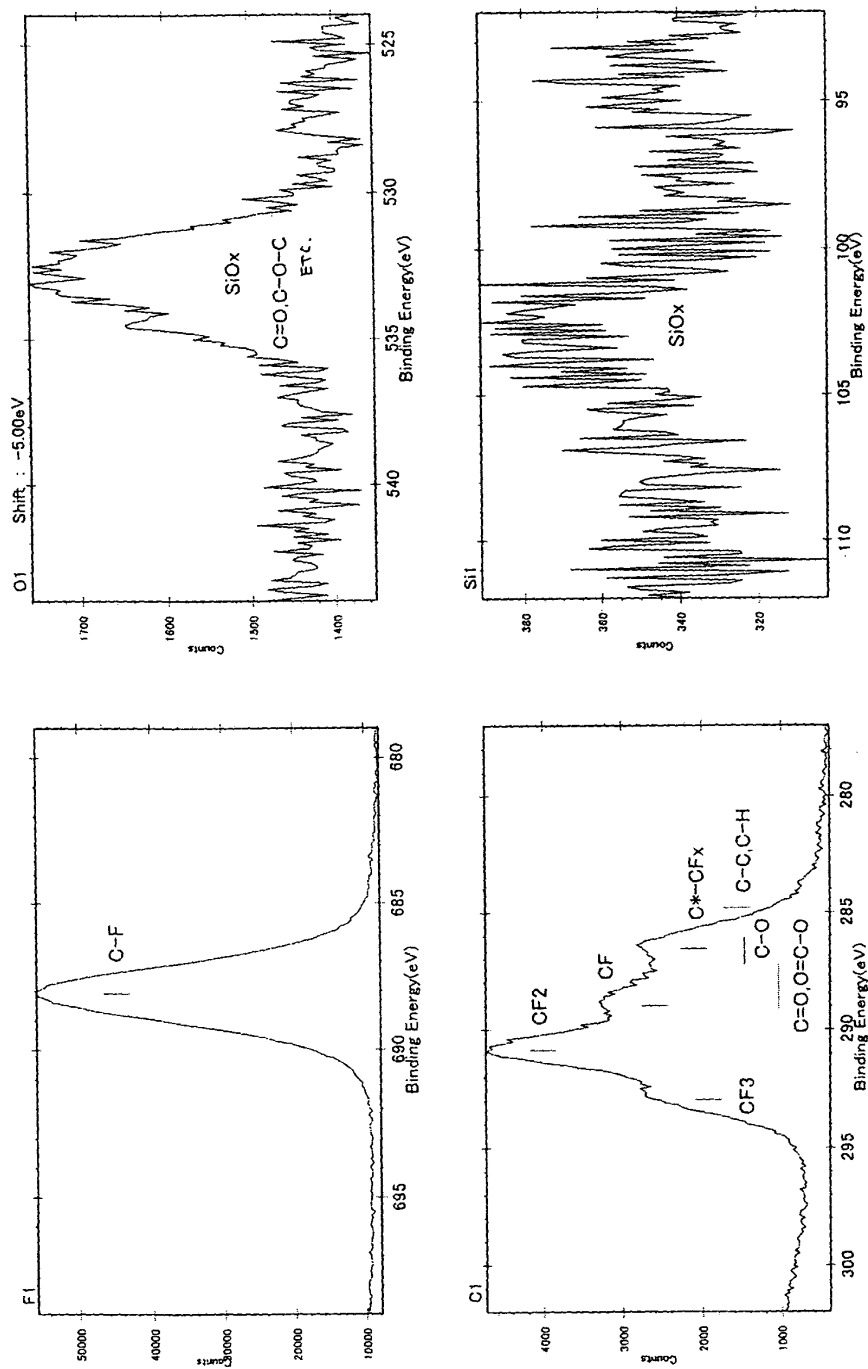 F1
C-F
50000
40000
30000
20000
10000
Counts
695
690
685
680
Binding Energy(eV)
O1 Shift : -5.00eV
SiOx
C=O,C-O-C
ETC.
1700
1600
1500
1400
Counts
540
535
530
525
Binding Energy(eV)
C1
CF2
CF
C*-CFx
C-C,C-H
CF3
C-O
C=O,O=C-O
4000
3000
2000
1000
Counts
300
295
290
285
280
Binding Energy(eV)
Si1
SiOx
380
360
340
320
Counts
110
105
100
95
Binding Energy(eV)